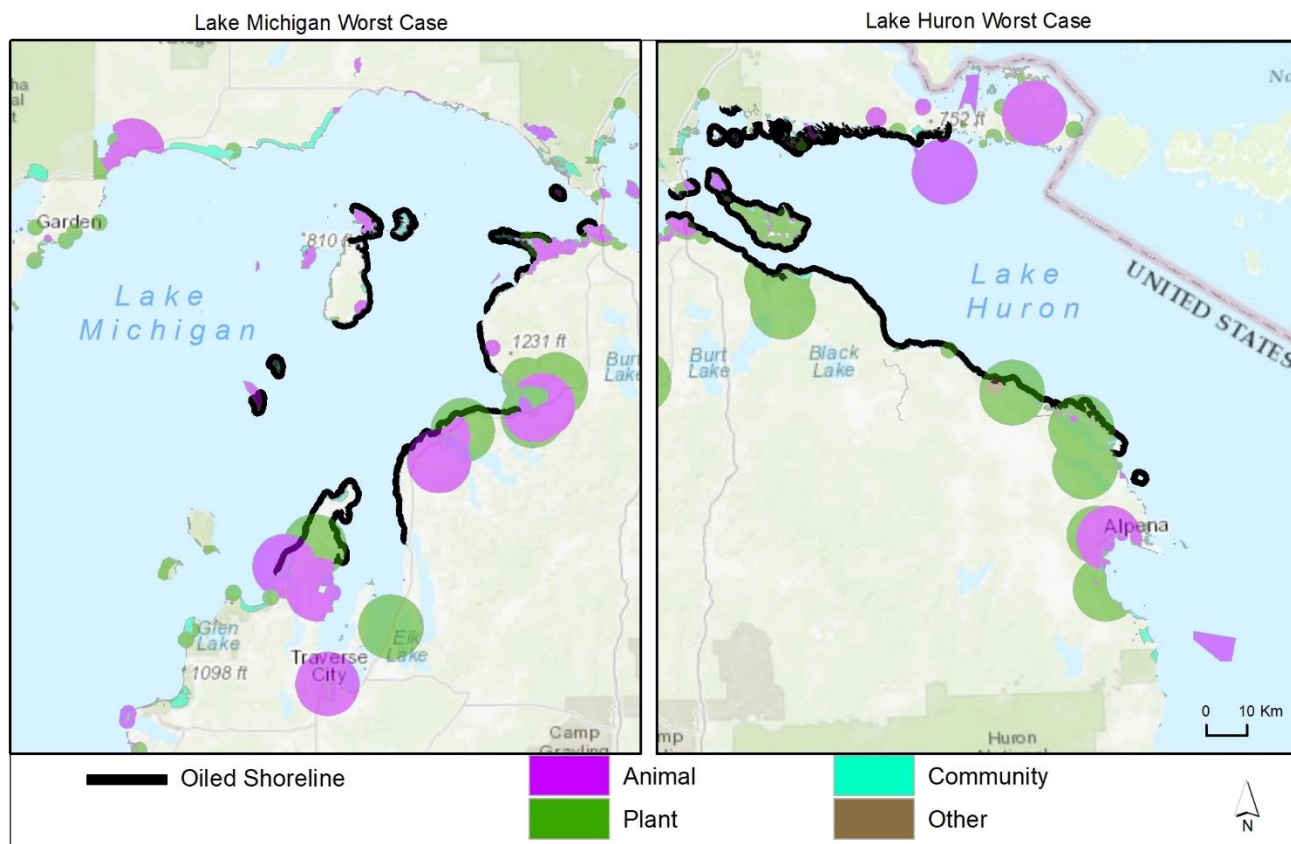 Lake Michigan Worst Case
Lake Huron Worst Case
Garden
810 ft
Lake
Michigan
1231 ft
Burt
Lake
Glen
Lake
1098 ft
Elk
Lake
Traverse
City
Camp
Grayling
752 ft
Lake
Huron
UNITED STATES
Burt
Lake
Black
Lake
Alpena
0 10 Km
Huron
Oiled Shoreline
Animal
Community
Plant
Other
N